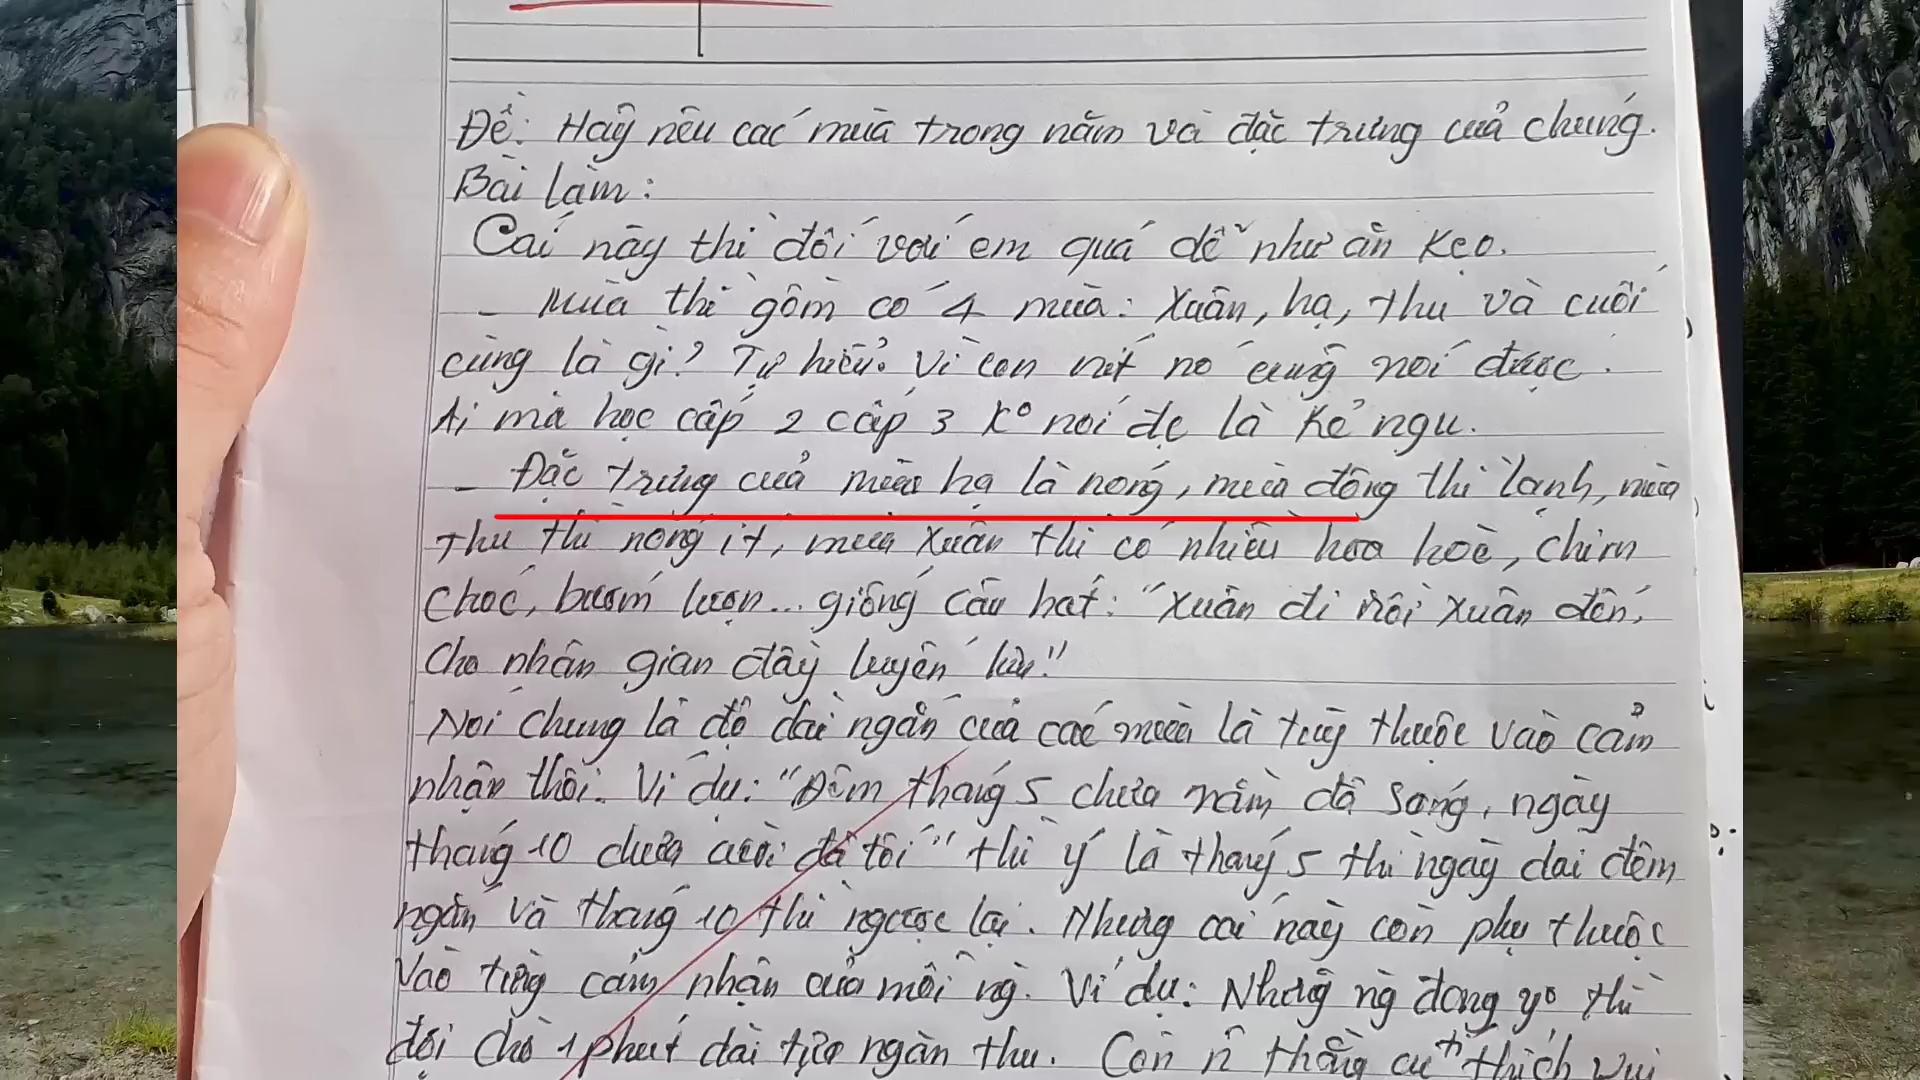 Đề: Hãy nêu các mùa trong năm và đặc trưng của chúng.
Bài làm:
Cái này thì đối với em quá dễ như ăn kẹo.
- Mùa thì gồm có 4 mùa: Xuân, hạ, thu và cuối
cùng là gì? Tự hiểu. Vì con nít nó cũng nói được.
Ai mà học cấp 2 cấp 3 ko nói đc là kẻ ngu.
- Đặc trưng của mùa hạ là nóng, mùa đông thì lạnh, mùa
thu thì nóng ít, mùa xuân thì có nhiều hoa hoè, chim
chóc, bướm lượn... giống câu hát: "Xuân đi rồi xuân đến,
Cho nhân gian đầy luyến lưu!"
Nói chung là độ dài ngắn của các mùa là tùy thuộc vào cảm
nhận thôi. Ví dụ: "Đêm tháng 5 chưa nằm đã sáng, ngày
tháng 10 chưa cười đã tối" thì ý là tháng 5 thì ngày dài đêm
ngắn và tháng 10 thì ngược lại. Nhưng cái này còn phụ thuộc
vào từng cảm nhận của mỗi ng. Ví dụ: Những ng đang yo thì
đợi chờ 1 phút dài tựa ngàn thu. Còn n thằng cu thích vui